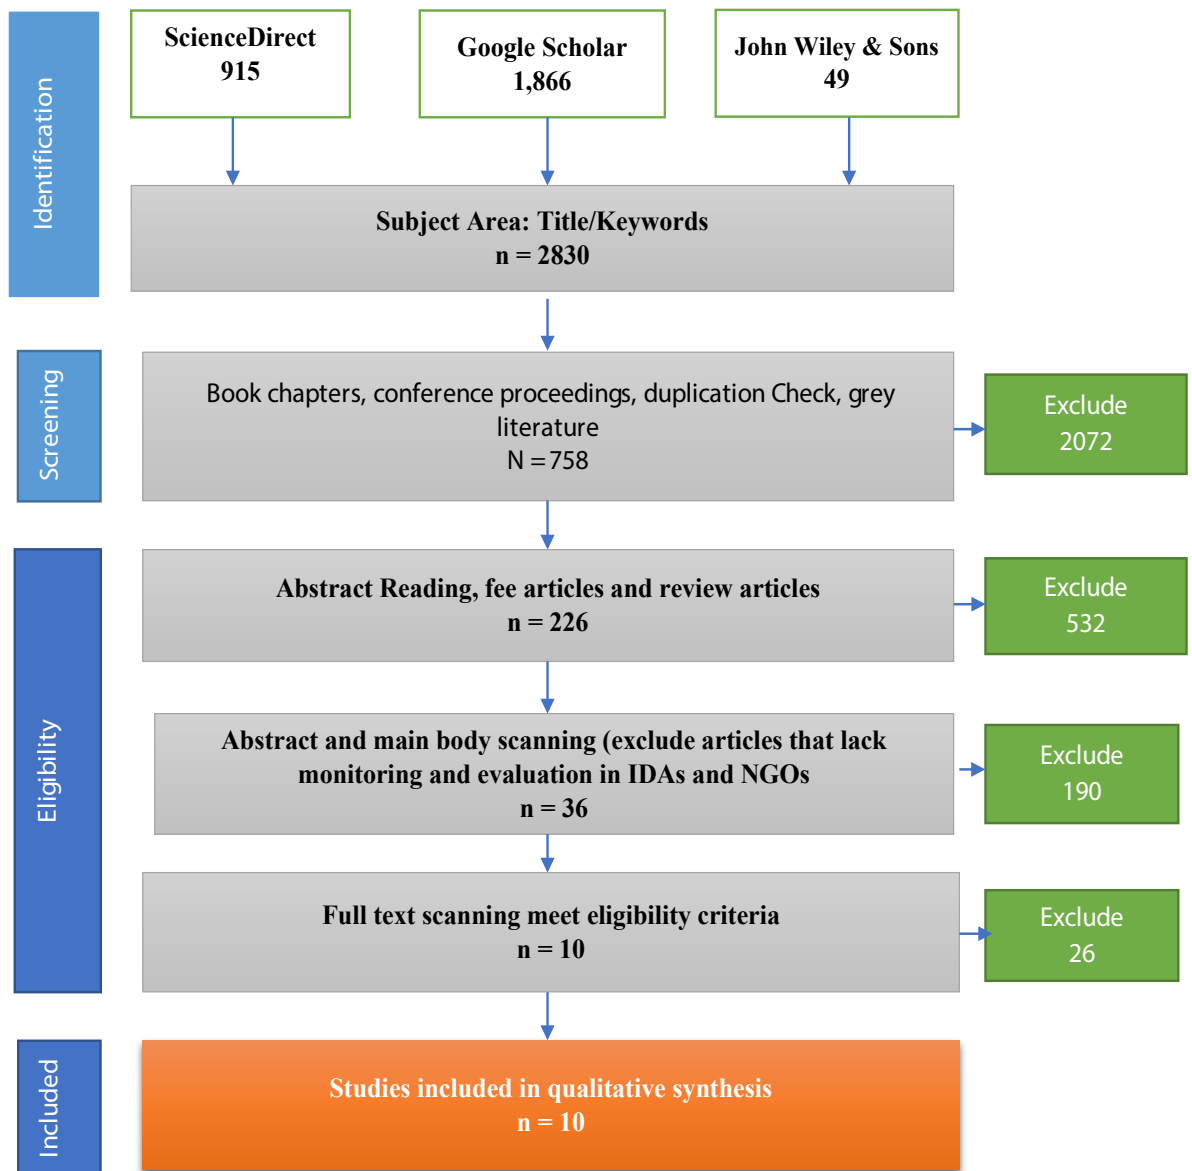 Identification
ScienceDirect
915
Google Scholar
1,866
John Wiley & Sons
49
Subject Area: Title/Keywords
n = 2830
Screening
Book chapters, conference proceedings, duplication Check, grey
literature
N = 758
Exclude
2072
Eligibility
Abstract Reading, fee articles and review articles
n = 226
Exclude
532
Abstract and main body scanning (exclude articles that lack
monitoring and evaluation in IDAs and NGOs
n = 36
Exclude
190
Full text scanning meet eligibility criteria
n = 10
Exclude
26
Included
Studies included in qualitative synthesis
n = 10